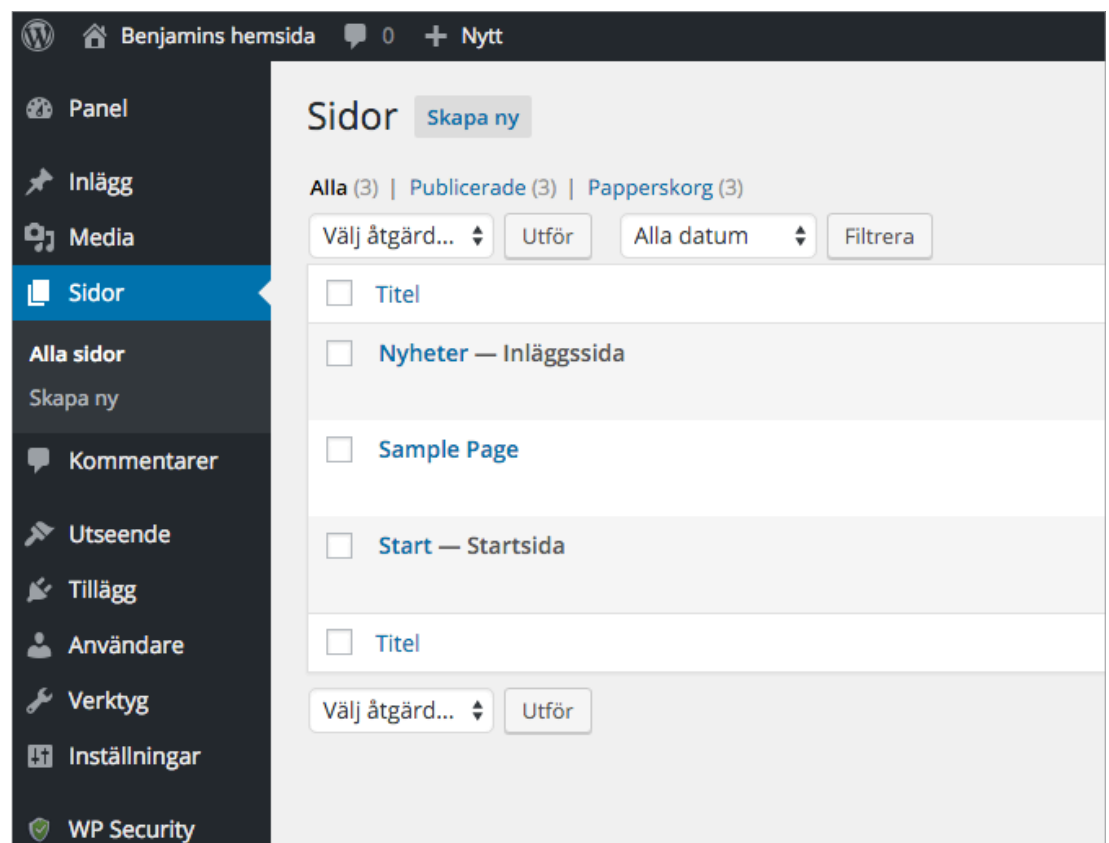 Benjamins hemsida 0 + Nytt
Panel
Inlägg
Media
Sidor
Alla sidor
Skapa ny
Kommentarer
Utseende
Tillägg
Användare
Verktyg
Inställningar
WP Security
Sidor Skapa ny
Alla (3) | Publicerade (3) | Papperskorg (3)
Välj åtgärd... Utför Alla datum Filtrera
Titel
Nyheter — Inläggssida
Sample Page
Start — Startsida
Titel
Välj åtgärd... Utför